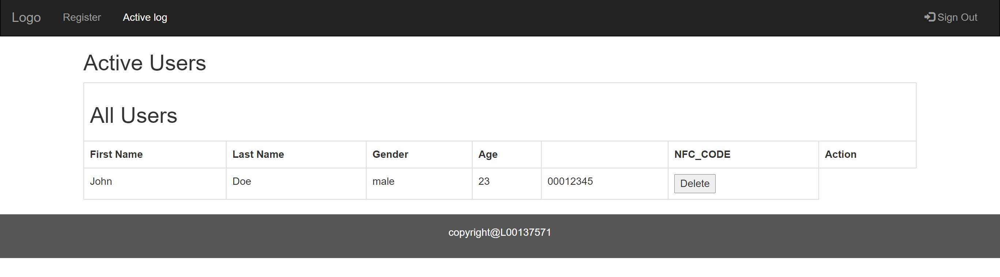 Logo Register Active log Sign Out
Active Users
All Users
First Name Last Name Gender Age NFC_CODE Action
John Doe male 23 00012345 Delete
copyright@L00137571